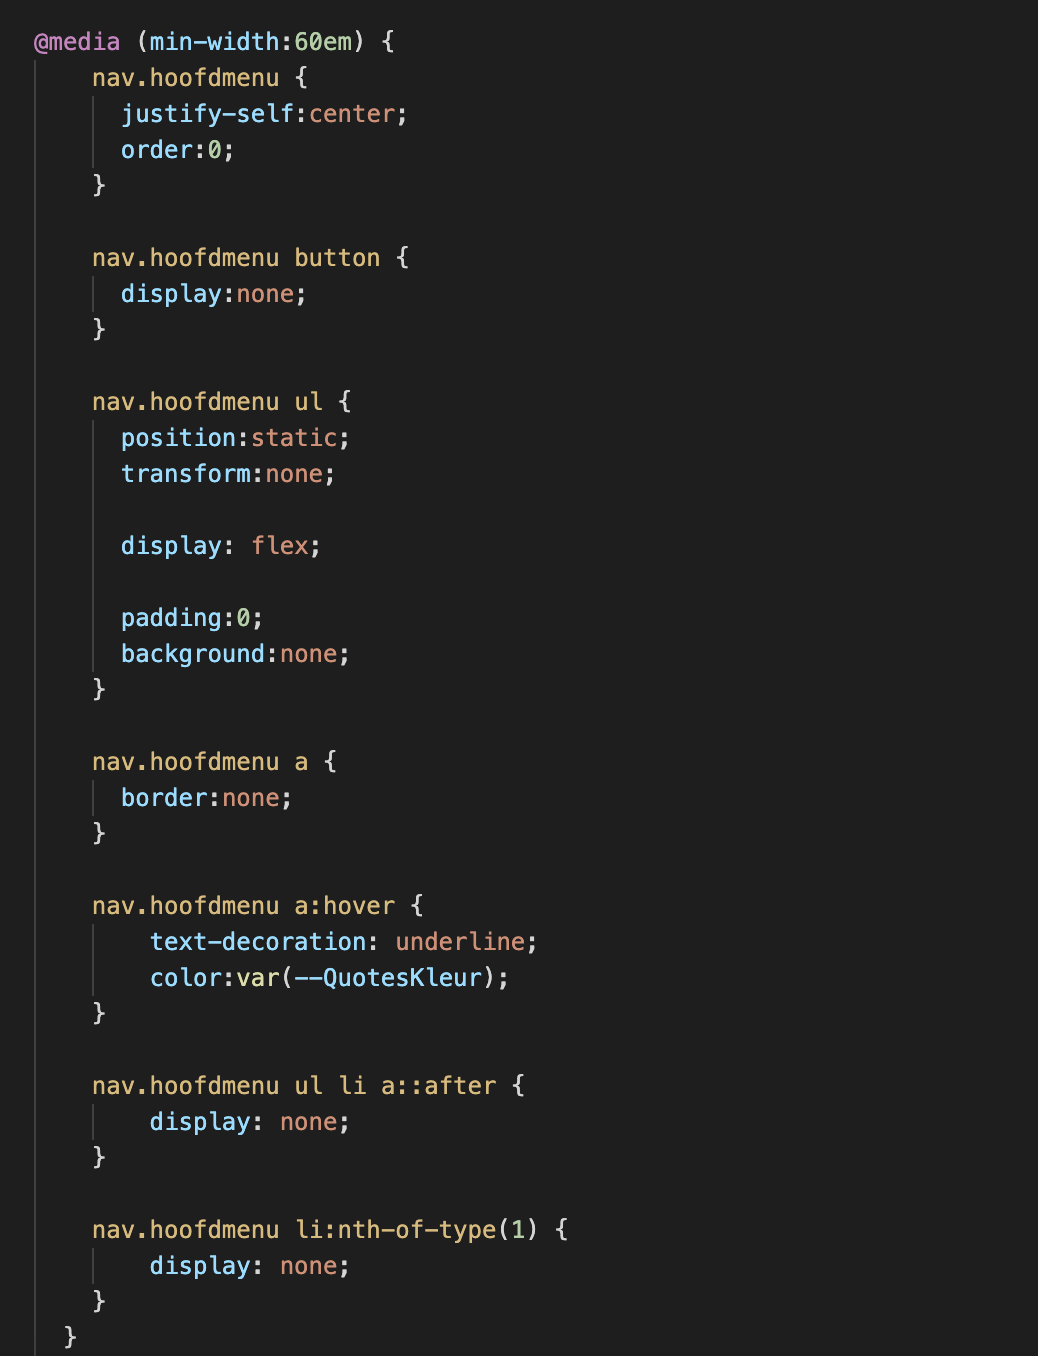 @media (min-width:60em) {
nav.hoofdmenu {
justify-self:center;
order:0;
}
nav.hoofdmenu button {
display:none;
}
nav.hoofdmenu ul {
position:static;
transform:none;
display: flex;
padding:0;
background:none;
}
nav.hoofdmenu a {
border:none;
}
nav.hoofdmenu a:hover {
text-decoration: underline;
color:var(--QuotesKleur);
}
nav.hoofdmenu ul li a::after {
display: none;
}
nav.hoofdmenu li:nth-of-type(1) {
display: none;
}
}